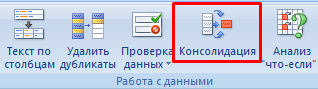 Текст по столбцам
Удалить дубликаты
Проверка данных
Консолидация
Анализ "что-если"
Работа с данными